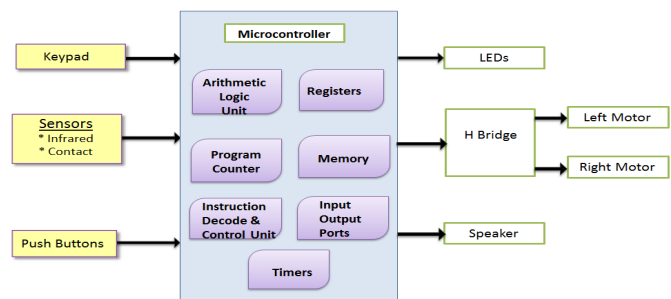 Microcontroller
Keypad
Sensors
* Infrared
* Contact
Push Buttons
Arithmetic
Logic
Unit
Registers
Program
Counter
Memory
Instruction
Decode &
Control Unit
Input
Output
Ports
Timers
LEDs
H Bridge
Left Motor
Right Motor
Speaker